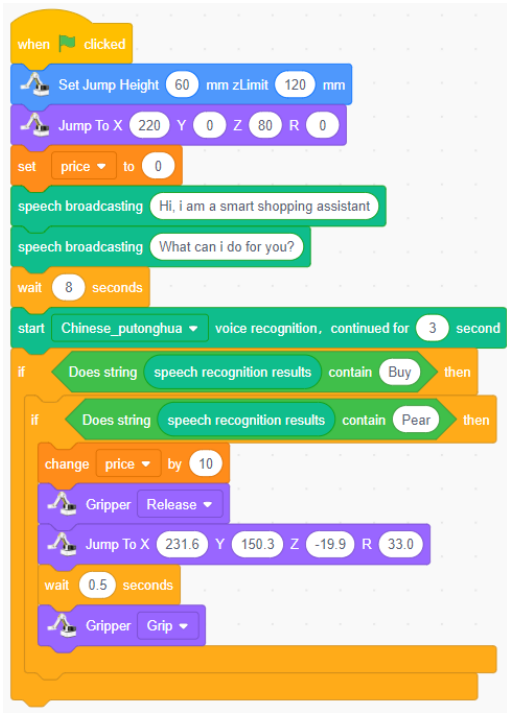 when clicked
Set Jump Height 60 mm zLimit 120 mm
Jump To X 220 Y 0 Z 80 R 0
set price to 0
speech broadcasting Hi, i am a smart shopping assistant
speech broadcasting What can i do for you?
wait 8 seconds
start Chinese_putonghua voice recognition, continued for 3 second
if Does string speech recognition results contain Buy then
if Does string speech recognition results contain Pear then
change price by 10
Gripper Release
Jump To X 231.6 Y 150.3 Z -19.9 R 33.0
wait 0.5 seconds
Gripper Grip